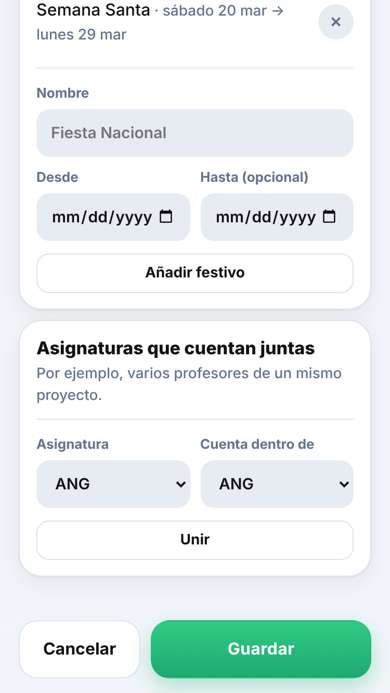 Semana Santa · sábado 20 mar →
lunes 29 mar
×
Nombre
Fiesta Nacional
Desde
Hasta (opcional)
mm/dd/yyyy
mm/dd/yyyy
Añadir festivo
Asignaturas que cuentan juntas
Por ejemplo, varios profesores de un mismo
proyecto.
Asignatura
Cuenta dentro de
ANG
ANG
Unir
Cancelar
Guardar